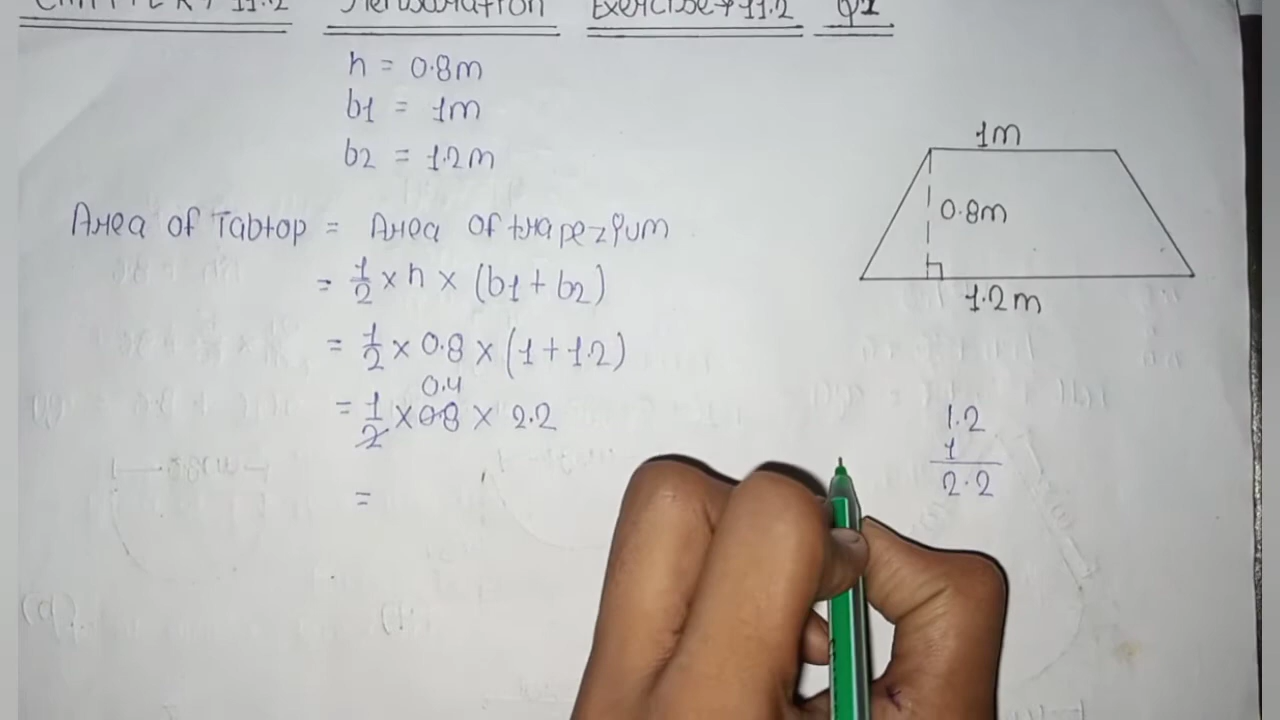 Mensuration Exercise → 11.2 Q1
h = 0.8m
b1 = 1m
b2 = 1.2m
Area of Tabtop = Area of trapezium
= 1/2 × h × (b1 + b2)
= 1/2 × 0.8 × (1 + 1.2)
0.4
= 1/2 × 0.8 × 2.2
=
1m
0.8m
1.2m
1.2
1
2.2